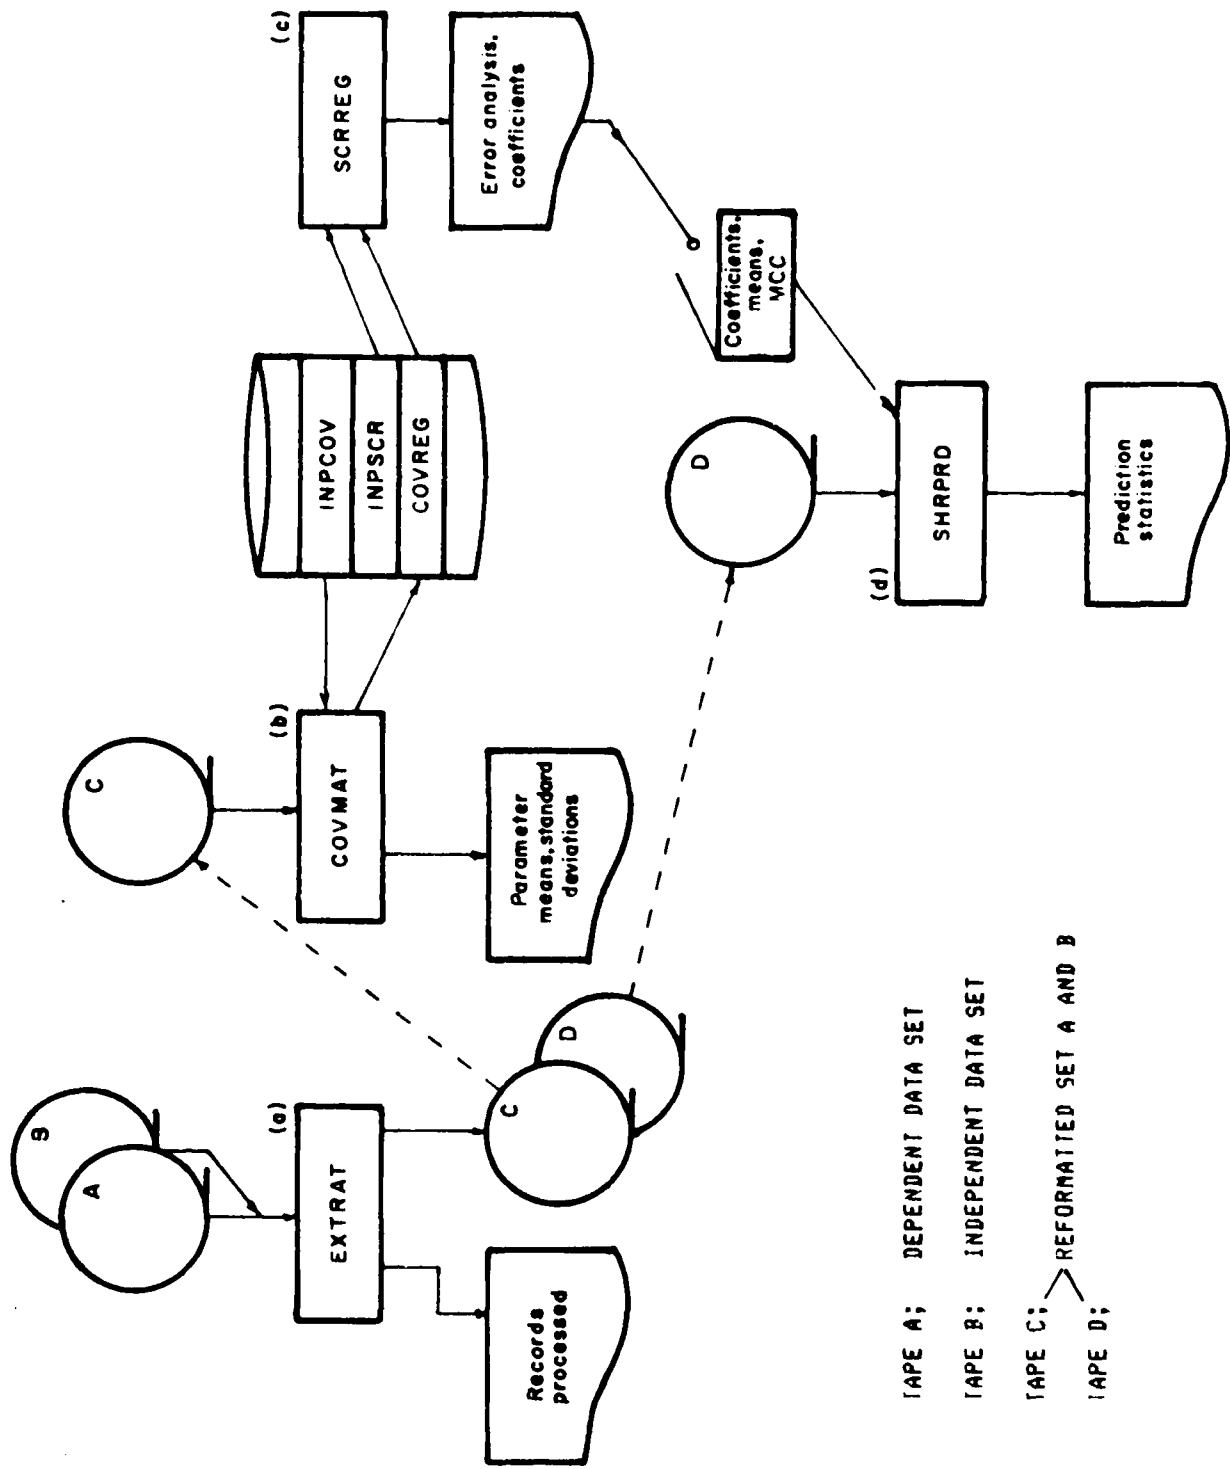 B
A
(a)
EXTRAT
Records
processed
C
D
C
(b)
COVMAT
Parameter
means, standard
deviations
INPCOV
INPSCR
COVREG
(c)
SCRREG
Error analysis,
coefficients
Coefficients,
means,
MCC
D
(d)
SHRPRD
Prediction
statistics
TAPE A; DEPENDENT DATA SET
TAPE B; INDEPENDENT DATA SET
TAPE C;
REFORMATTED SET A AND B
TAPE D;